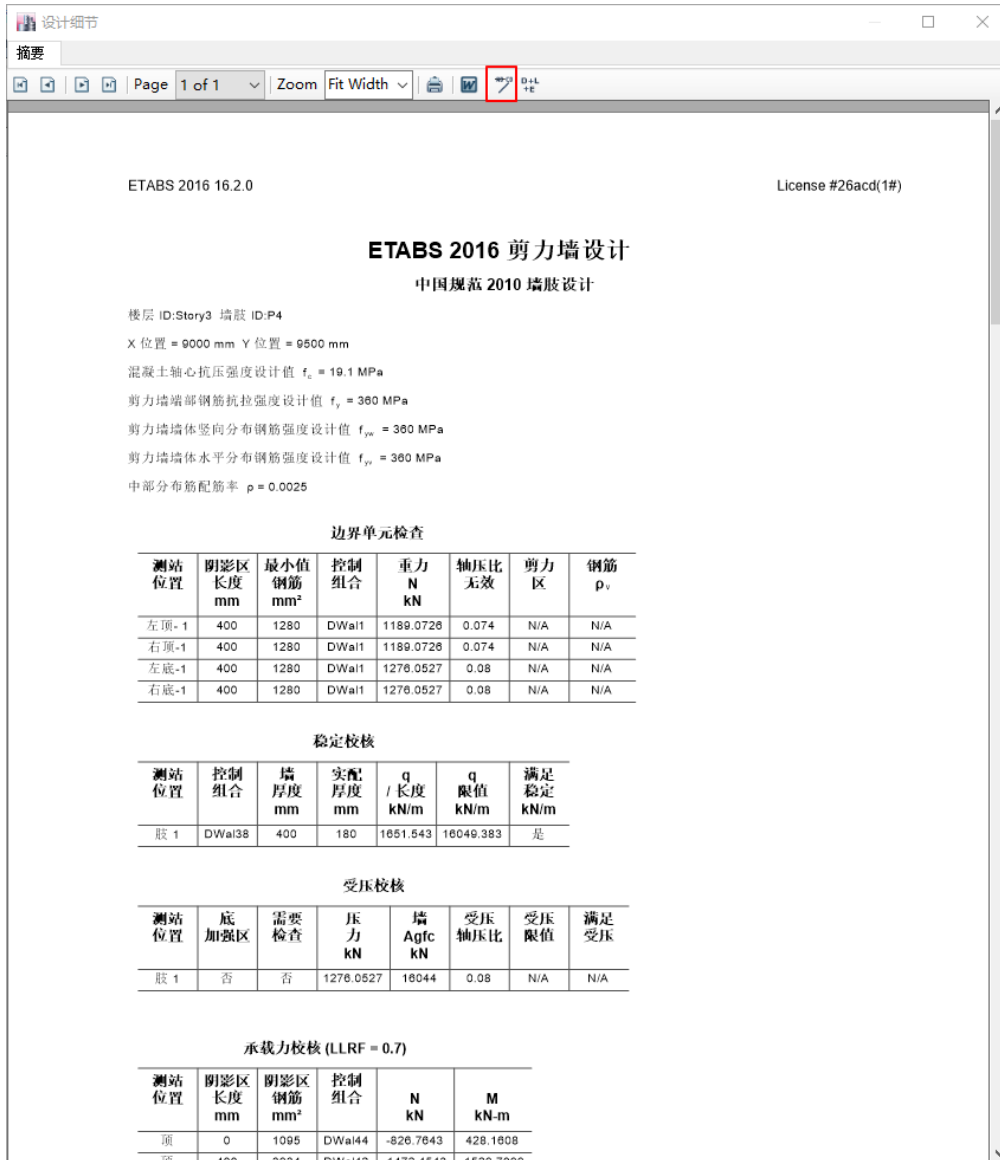 设计细节
摘要
Page 1 of 1 Zoom Fit Width D+L +E
ETABS 2016 16.2.0 License #26acd(1#)
ETABS 2016 剪力墙设计
中国规范 2010 墙肢设计
楼层 ID:Story3 墙肢 ID:P4
X 位置 = 9000 mm Y 位置 = 9500 mm
混凝土轴心抗压强度设计值 fc = 19.1 MPa
剪力墙端部钢筋抗拉强度设计值 fy = 360 MPa
剪力墙墙体竖向分布钢筋强度设计值 fyw = 360 MPa
剪力墙墙体水平分布钢筋强度设计值 fyv = 360 MPa
中部分布筋配筋率 ρ = 0.0025
边界单元检查
测站 阴影区 最小值 控制 重力 轴压比 剪力 钢筋
位置 长度 钢筋 组合 N 无效 区 ρv
mm mm² kN
左顶- 1 400 1280 DWal1 1189.0726 0.074 N/A N/A
右顶-1 400 1280 DWal1 1189.0726 0.074 N/A N/A
左底-1 400 1280 DWal1 1276.0527 0.08 N/A N/A
右底-1 400 1280 DWal1 1276.0527 0.08 N/A N/A
稳定校核
测站 控制 墙 实配 q q 满足
位置 组合 厚度 厚度 / 长度 限值 稳定
mm mm kN/m kN/m kN/m
肢 1 DWal38 400 180 1651.543 16049.383 是
受压校核
测站 底 需要 压 墙 受压 受压 满足
位置 加强区 检查 力 Agfc 轴压比 限值 受压
kN kN
肢 1 否 否 1276.0527 16044 0.08 N/A N/A
承载力校核 (LLRF = 0.7)
测站 阴影区 阴影区 控制
位置 长度 钢筋 组合 N M
mm mm² kN kN-m
顶 0 1095 DWal44 -826.7643 428.1608